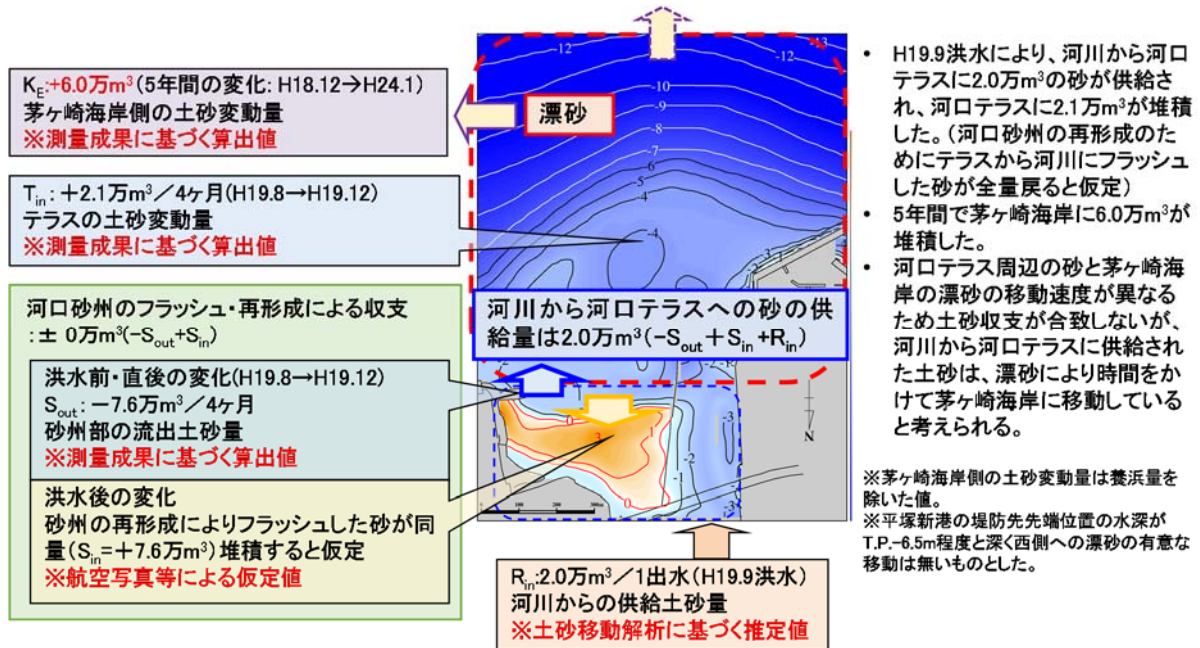 K_E:+6.0万m³(5年間の変化: H18.12→H24.1)
茅ヶ崎海岸側の土砂変動量
※測量成果に基づく算出値
T_in: +2.1万m³/4ヶ月(H19.8→H19.12)
テラスの土砂変動量
※測量成果に基づく算出値
河口砂州のフラッシュ・再形成による収支
:± 0万m³(-S_out+S_in)
洪水前・直後の変化(H19.8→H19.12)
S_out: -7.6万m³/4ヶ月
砂州部の流出土砂量
※測量成果に基づく算出値
洪水後の変化
砂州の再形成によりフラッシュした砂が同
量(S_in=+7.6万m³)堆積すると仮定
※航空写真等による仮定値
漂砂
-12
-13
-12
-10
-9
-8
-7
-6
-5
-4
-4
河川から河口テラスへの砂の供
給量は2.0万m³(-S_out+S_in+R_in)
3
1
0
-1
-2
-3
-3
N
0 100 200 300m
R_in:2.0万m³/1出水(H19.9洪水)
河川からの供給土砂量
※土砂移動解析に基づく推定値
• H19.9洪水により、河川から河口
テラスに2.0万m³の砂が供給さ
れ、河口テラスに2.1万m³が堆積
した。(河口砂州の再形成のた
めにテラスから河川にフラッシュ
した砂が全量戻ると仮定)
• 5年間で茅ヶ崎海岸に6.0万m³が
堆積した。
• 河口テラス周辺の砂と茅ヶ崎海
岸の漂砂の移動速度が異なる
ため土砂収支が合致しないが、
河川から河口テラスに供給され
た土砂は、漂砂により時間をか
けて茅ヶ崎海岸に移動している
と考えられる。
※茅ヶ崎海岸側の土砂変動量は養浜量を
除いた値。
※平塚新港の堤防先先端位置の水深が
T.P.-6.5m程度と深く西側への漂砂の有意な
移動は無いものとした。